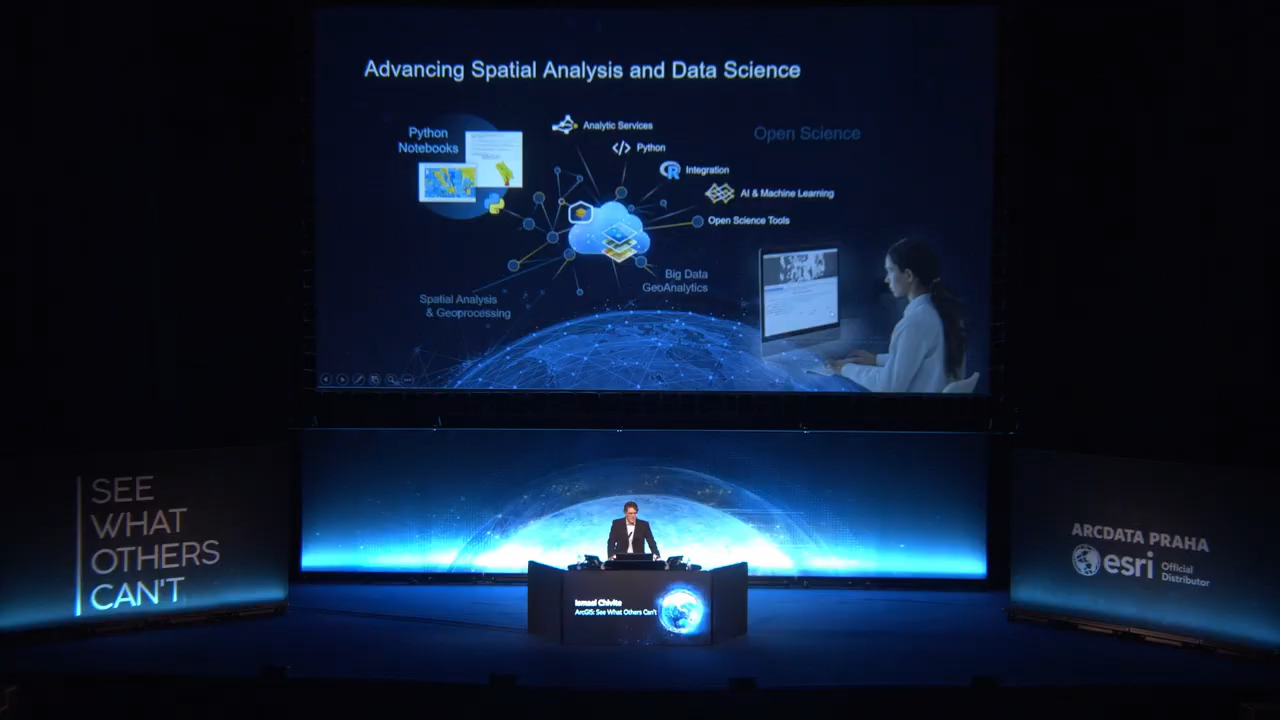 Advancing Spatial Analysis and Data Science
Python
Notebooks
Analytic Services
Python
Integration
AI & Machine Learning
Open Science Tools
Open Science
Big Data
GeoAnalytics
Spatial Analysis
& Geoprocessing
SEE
WHAT
OTHERS
CAN'T
Ismael Chivite
ArcGIS: See What Others Can't
ARCDATA PRAHA
esri Official
Distributor